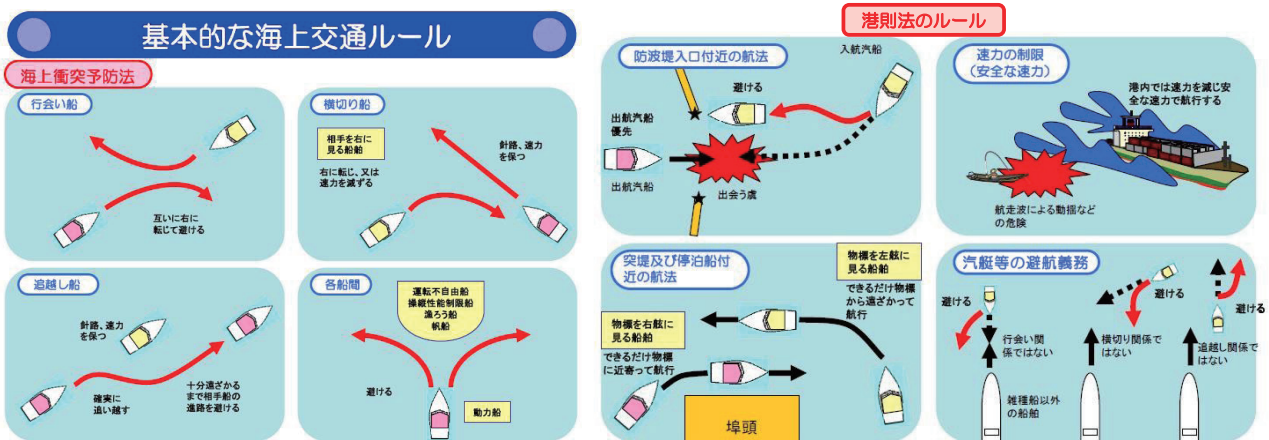 基本的な海上交通ルール
海上衝突予防法
行会い船
互いに右に
転じて避ける
横切り船
相手を右に
見る船舶
右に転じ、又は
速力を減ずる
針路、速力
を保つ
追越し船
針路、速力
を保つ
確実に
追い越す
十分遠ざかる
まで相手船の
進路を避ける
各船間
運転不自由船
操縦性能制限船
漁ろう船
帆船
避ける
動力船
港則法のルール
防波堤入口付近の航法
入航汽船
避ける
出航汽船
優先
出航汽船
出会う虞
速力の制限
（安全な速力）
港内では速力を減じ安
全な速力で航行する
航走波による動揺など
の危険
突堤及び停泊船付
近の航法
物標を左舷に
見る船舶
できるだけ物標
から遠ざかって
航行
物標を右舷に
見る船舶
できるだけ物標
に近寄って航行
埠頭
汽艇等の避航義務
避ける
行会い関
係ではない
避ける
横切り関係で
はない
避ける
追越し関係で
はない
雑種船以外
の船舶